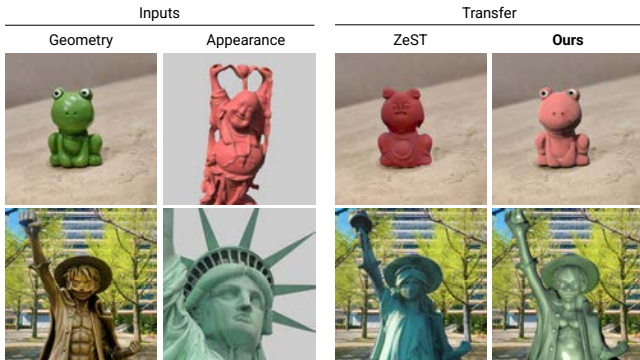 Inputs
Transfer
Geometry
Appearance
ZeST
Ours